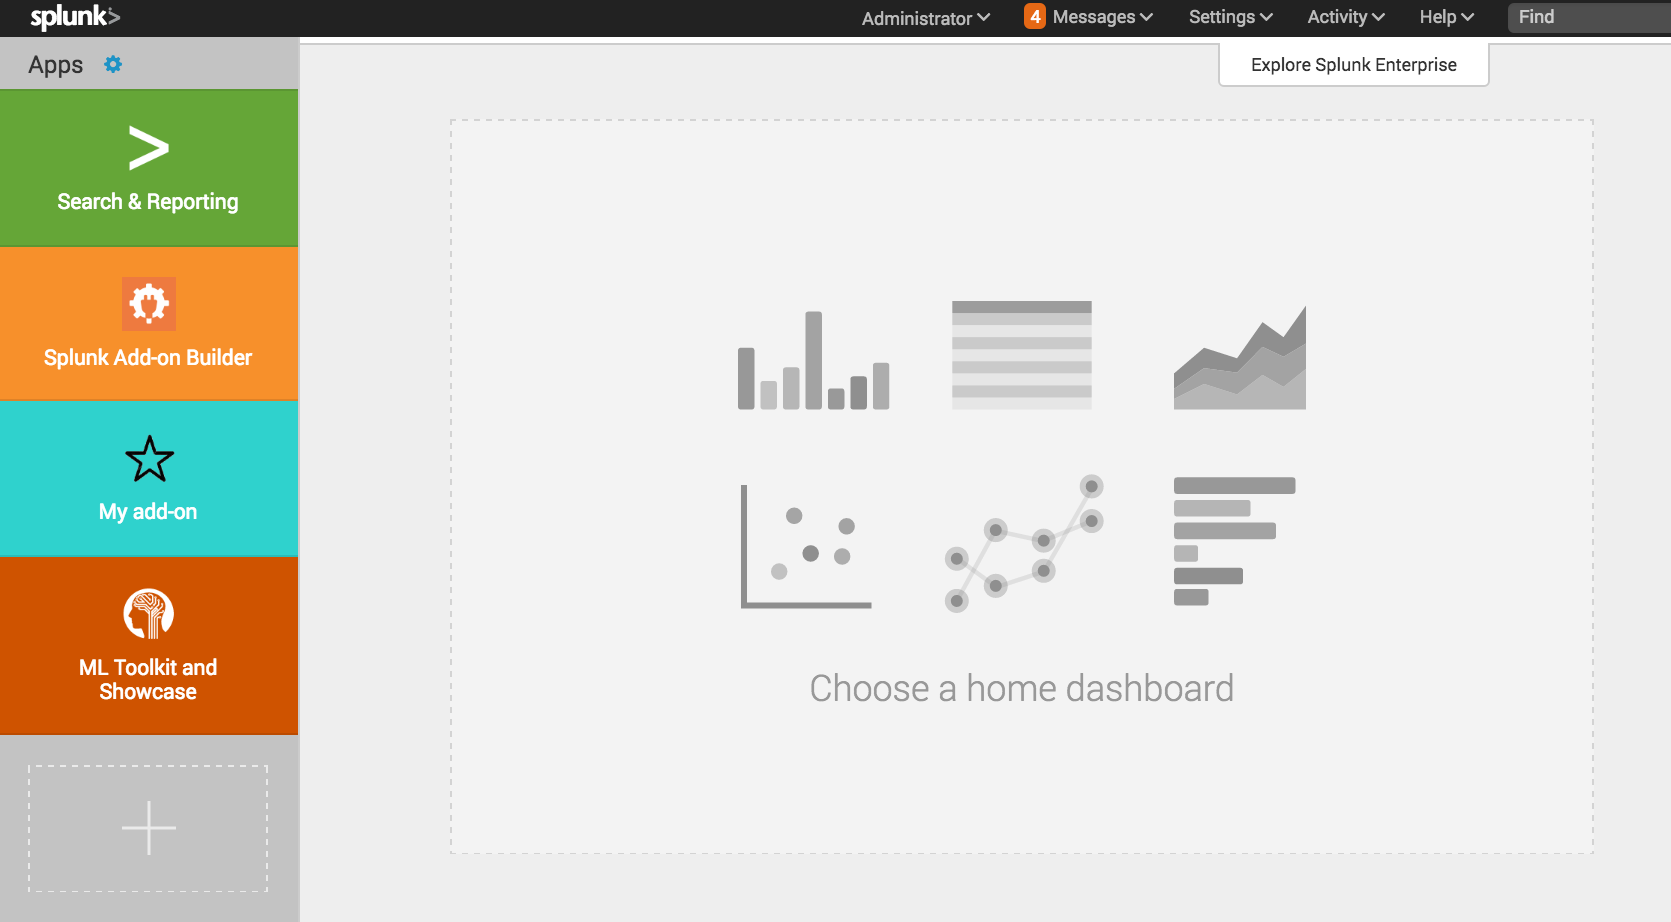 splunk>
Administrator
4 Messages
Settings
Activity
Help
Find
Apps
Explore Splunk Enterprise
>
Search & Reporting
Splunk Add-on Builder
My add-on
ML Toolkit and
Showcase
Choose a home dashboard